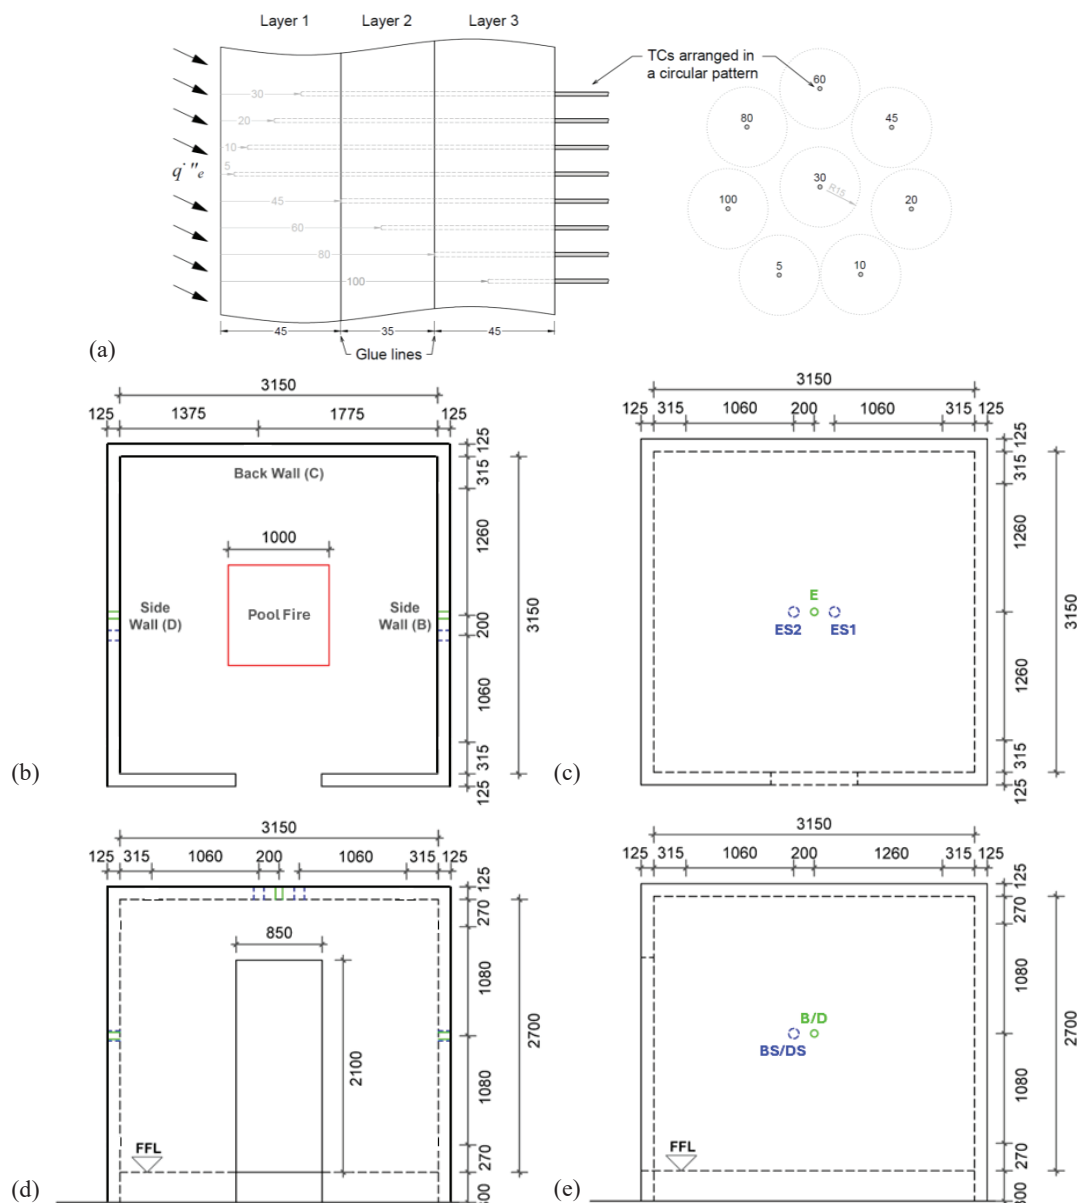 Layer 1 Layer 2 Layer 3
TCs arranged in
a circular pattern
30
20
10
5
q̇"e
45
60
80
100
45 35 45
Glue lines
60
80
45
30
R15
100
20
5
10
(a)
3150
125 1375 1775 125
Back Wall (C)
1000
Pool Fire
Side
Wall (D)
Side
Wall (B)
125
315
1260
200
1060
315
125
3150
(b)
3150
125 315 1060 200 1060 315 125
E
ES2 ES1
125
315
1260
1260
315
125
3150
(c)
3150
125 315 1060 200 1060 315 125
850
2100
FFL
125
270
1080
1080
270
2700
(d)
3150
125 315 1060 200 1260 315 125
B/D
BS/DS
FFL
125
270
1080
1080
270
2700
(e)